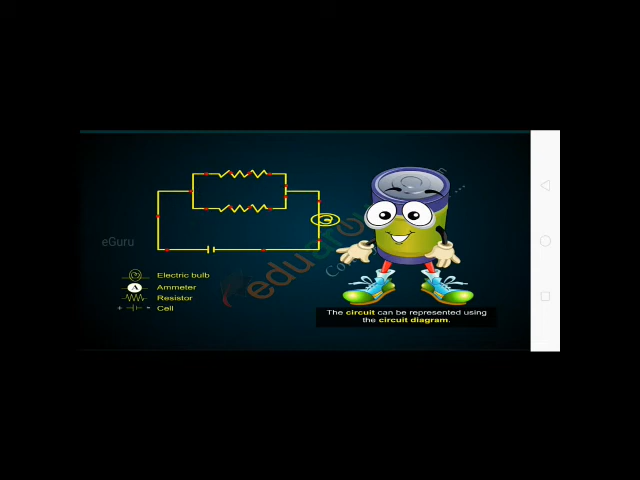 eGuru
Electric bulb
A Ammeter
Resistor
+ - Cell
The circuit can be represented using
the circuit diagram.